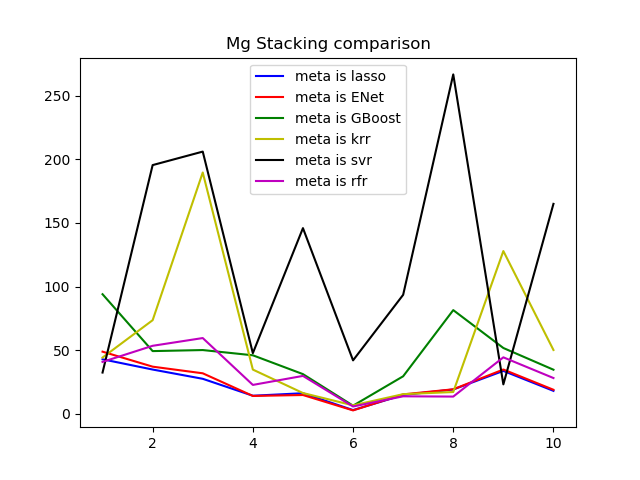 Mg Stacking comparison
meta is lasso
meta is ENet
meta is GBoost
meta is krr
meta is svr
meta is rfr
250
200
150
100
50
0
2 4 6 8 10